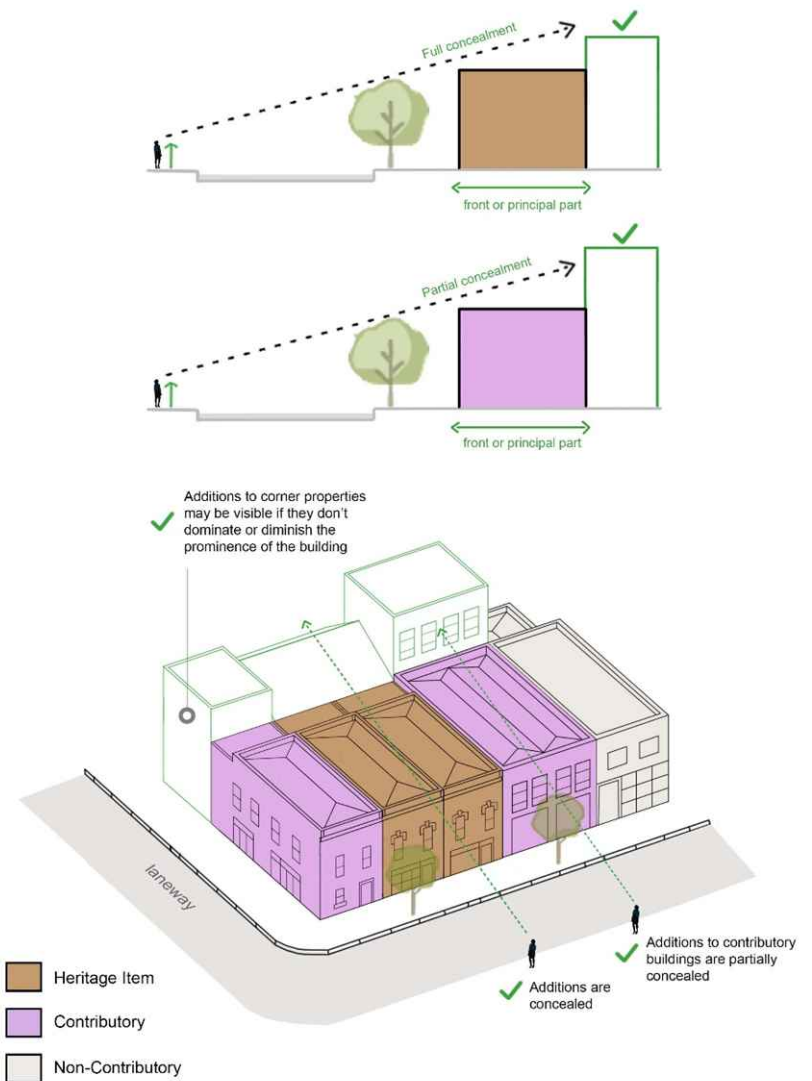 Full concealment
front or principal part
Partial concealment
front or principal part
Additions to corner properties
may be visible if they don't
dominate or diminish the
prominence of the building
laneway
Heritage Item
Contributory
Non-Contributory
Additions are
concealed
Additions to contributory
buildings are partially
concealed